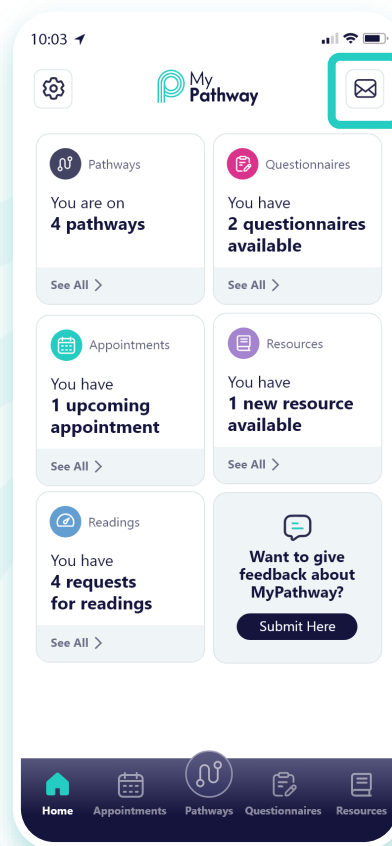 10:03
My
Pathway
Pathways
You are on
4 pathways
See All
Questionnaires
You have
2 questionnaires
available
See All
Appointments
You have
1 upcoming
appointment
See All
Resources
You have
1 new resource
available
See All
Readings
You have
4 requests
for readings
See All
Want to give
feedback about
MyPathway?
Submit Here
Home Appointments Pathways Questionnaires Resources